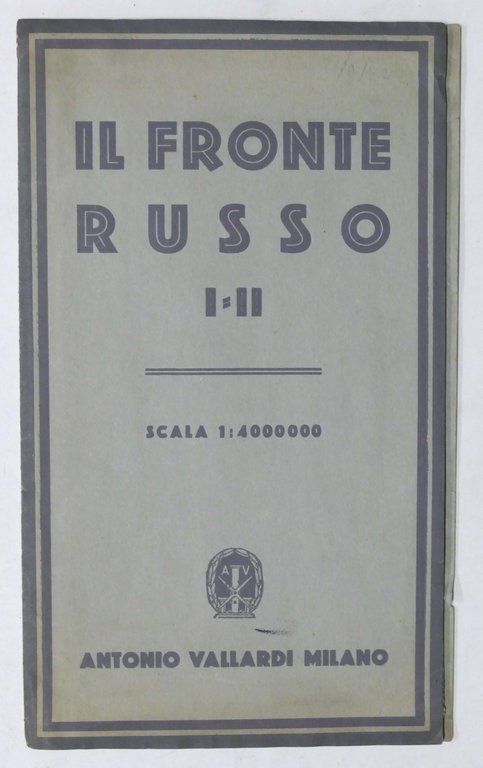 IL FRONTE
RUSSO
I-II
SCALA 1:4000000
A V
ANTONIO VALLARDI MILANO